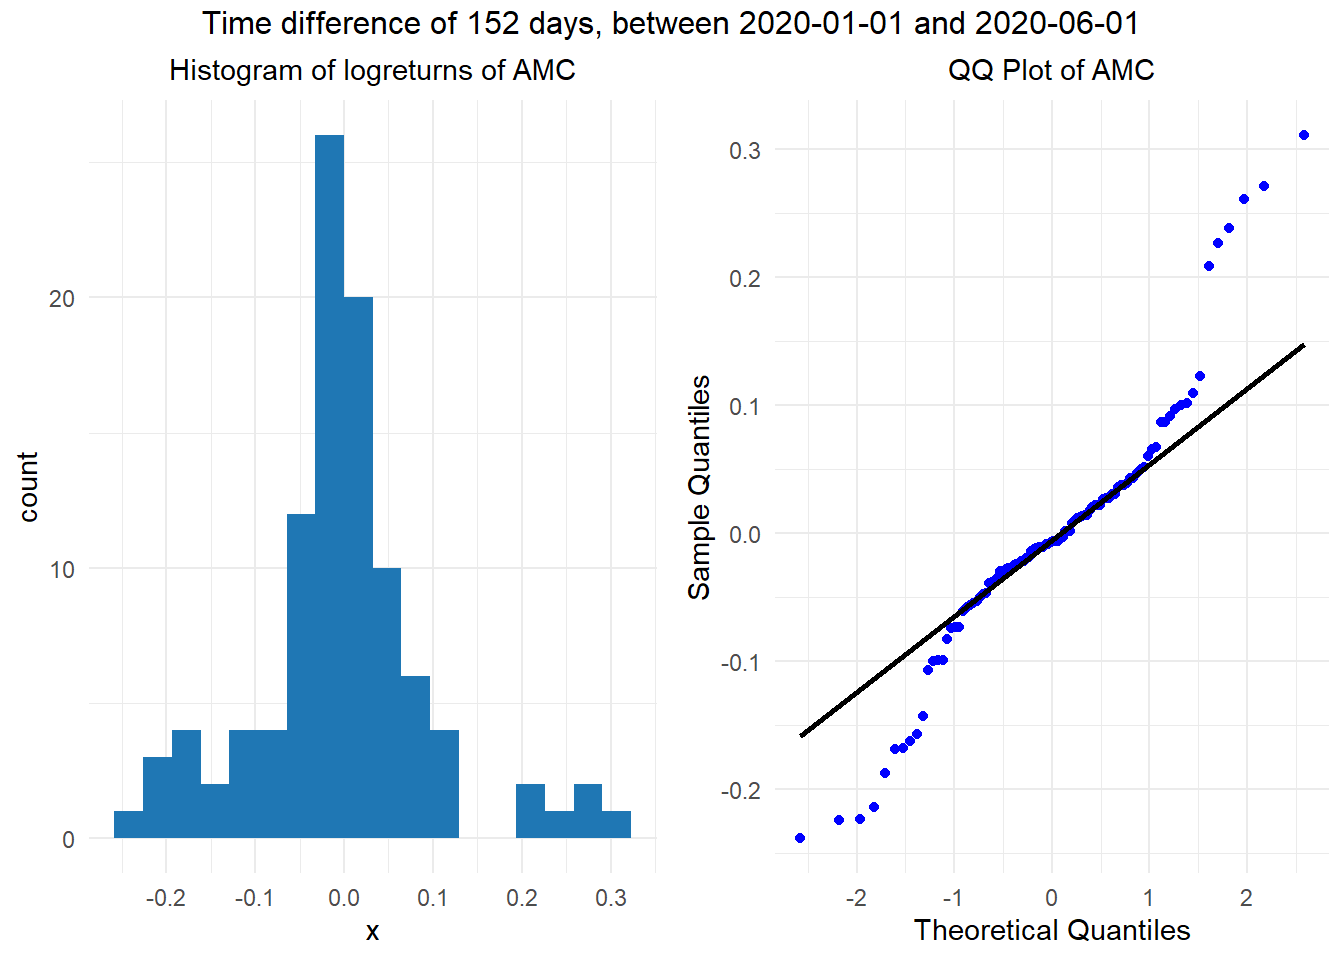 Time difference of 152 days, between 2020-01-01 and 2020-06-01
Histogram of logreturns of AMC
count
20
10
0
-0.2 -0.1 0.0 0.1 0.2 0.3
x
QQ Plot of AMC
Sample Quantiles
0.3
0.2
0.1
0.0
-0.1
-0.2
-2 -1 0 1 2
Theoretical Quantiles